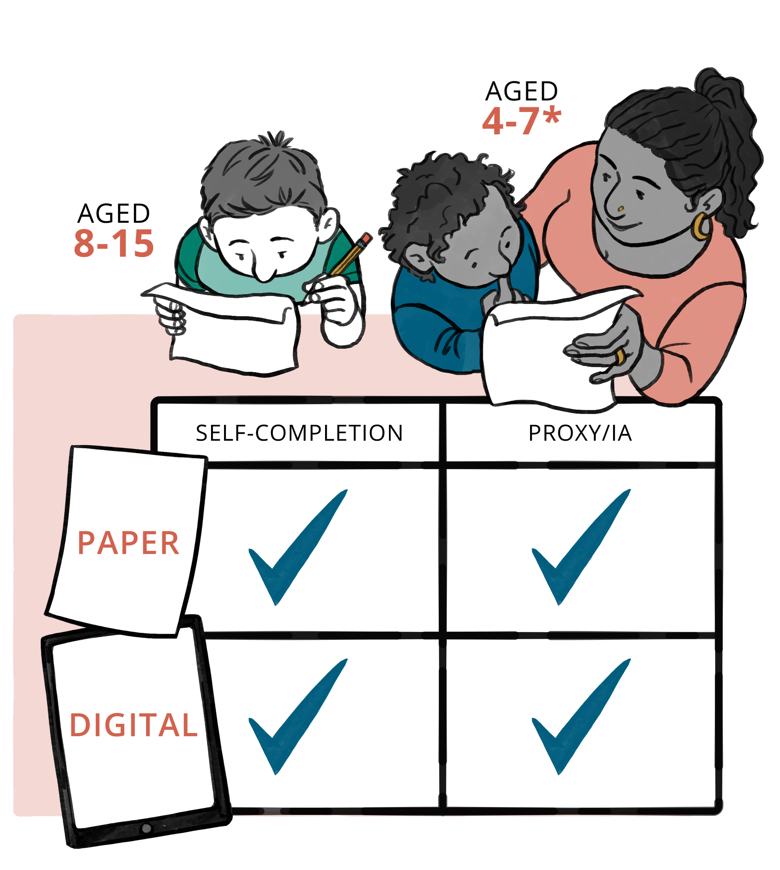 AGED
4-7*
AGED
8-15
SELF-COMPLETION
PROXY/IA
PAPER
DIGITAL